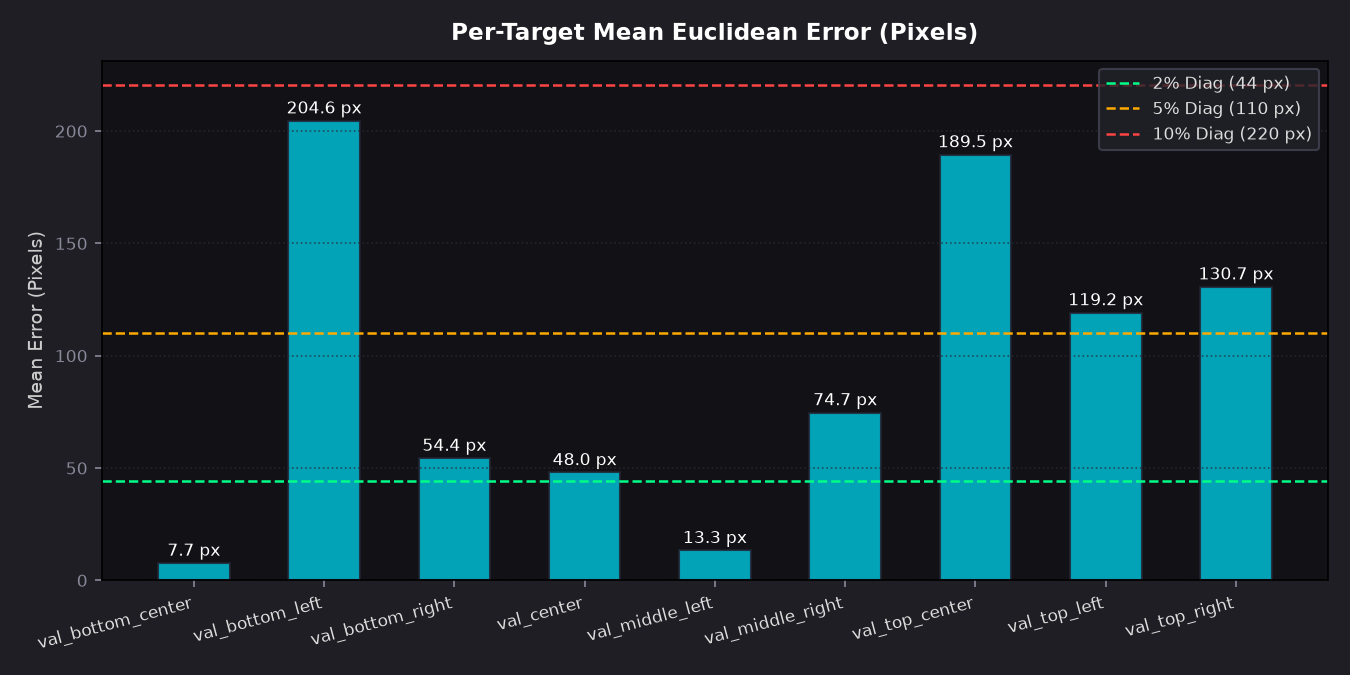 Per-Target Mean Euclidean Error (Pixels)
2% Diag (44 px)
5% Diag (110 px)
10% Diag (220 px)
Mean Error (Pixels)
200
150
100
50
0
7.7 px
204.6 px
54.4 px
48.0 px
13.3 px
74.7 px
189.5 px
119.2 px
130.7 px
val_bottom_center
val_bottom_left
val_bottom_right
val_center
val_middle_left
val_middle_right
val_top_center
val_top_left
val_top_right